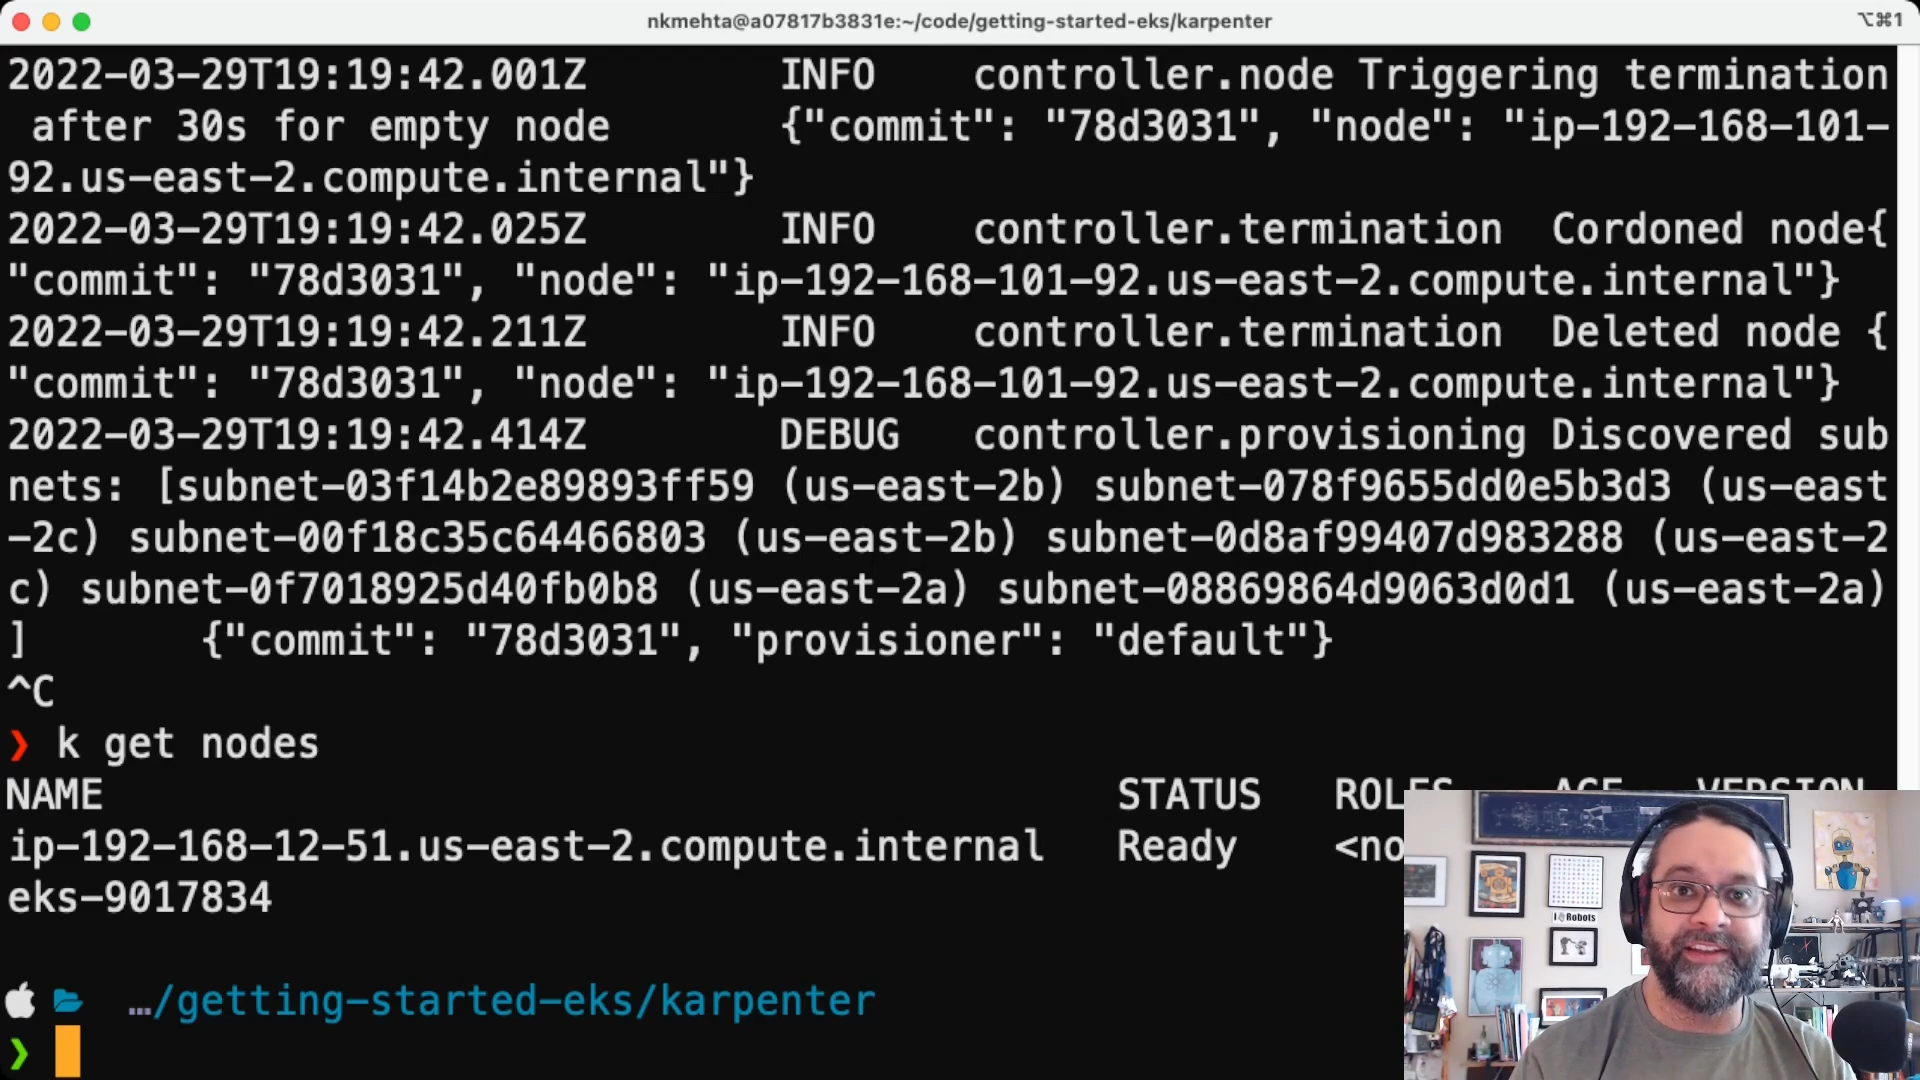 nkmehta@a07817b3831e:~/code/getting-started-eks/karpenter
⌥⌘1
2022-03-29T19:19:42.001Z INFO controller.node Triggering termination
after 30s for empty node {"commit": "78d3031", "node": "ip-192-168-101-
92.us-east-2.compute.internal"}
2022-03-29T19:19:42.025Z INFO controller.termination Cordoned node{
"commit": "78d3031", "node": "ip-192-168-101-92.us-east-2.compute.internal"}
2022-03-29T19:19:42.211Z INFO controller.termination Deleted node {
"commit": "78d3031", "node": "ip-192-168-101-92.us-east-2.compute.internal"}
2022-03-29T19:19:42.414Z DEBUG controller.provisioning Discovered sub
nets: [subnet-03f14b2e89893ff59 (us-east-2b) subnet-078f9655dd0e5b3d3 (us-east
-2c) subnet-00f18c35c64466803 (us-east-2b) subnet-0d8af99407d983288 (us-east-2
c) subnet-0f7018925d40fb0b8 (us-east-2a) subnet-08869864d9063d0d1 (us-east-2a)
] {"commit": "78d3031", "provisioner": "default"}
^C
❯ k get nodes
NAME STATUS ROLES AGE VERSION
ip-192-168-12-51.us-east-2.compute.internal Ready <no
eks-9017834
…/getting-started-eks/karpenter
❯
I Robots